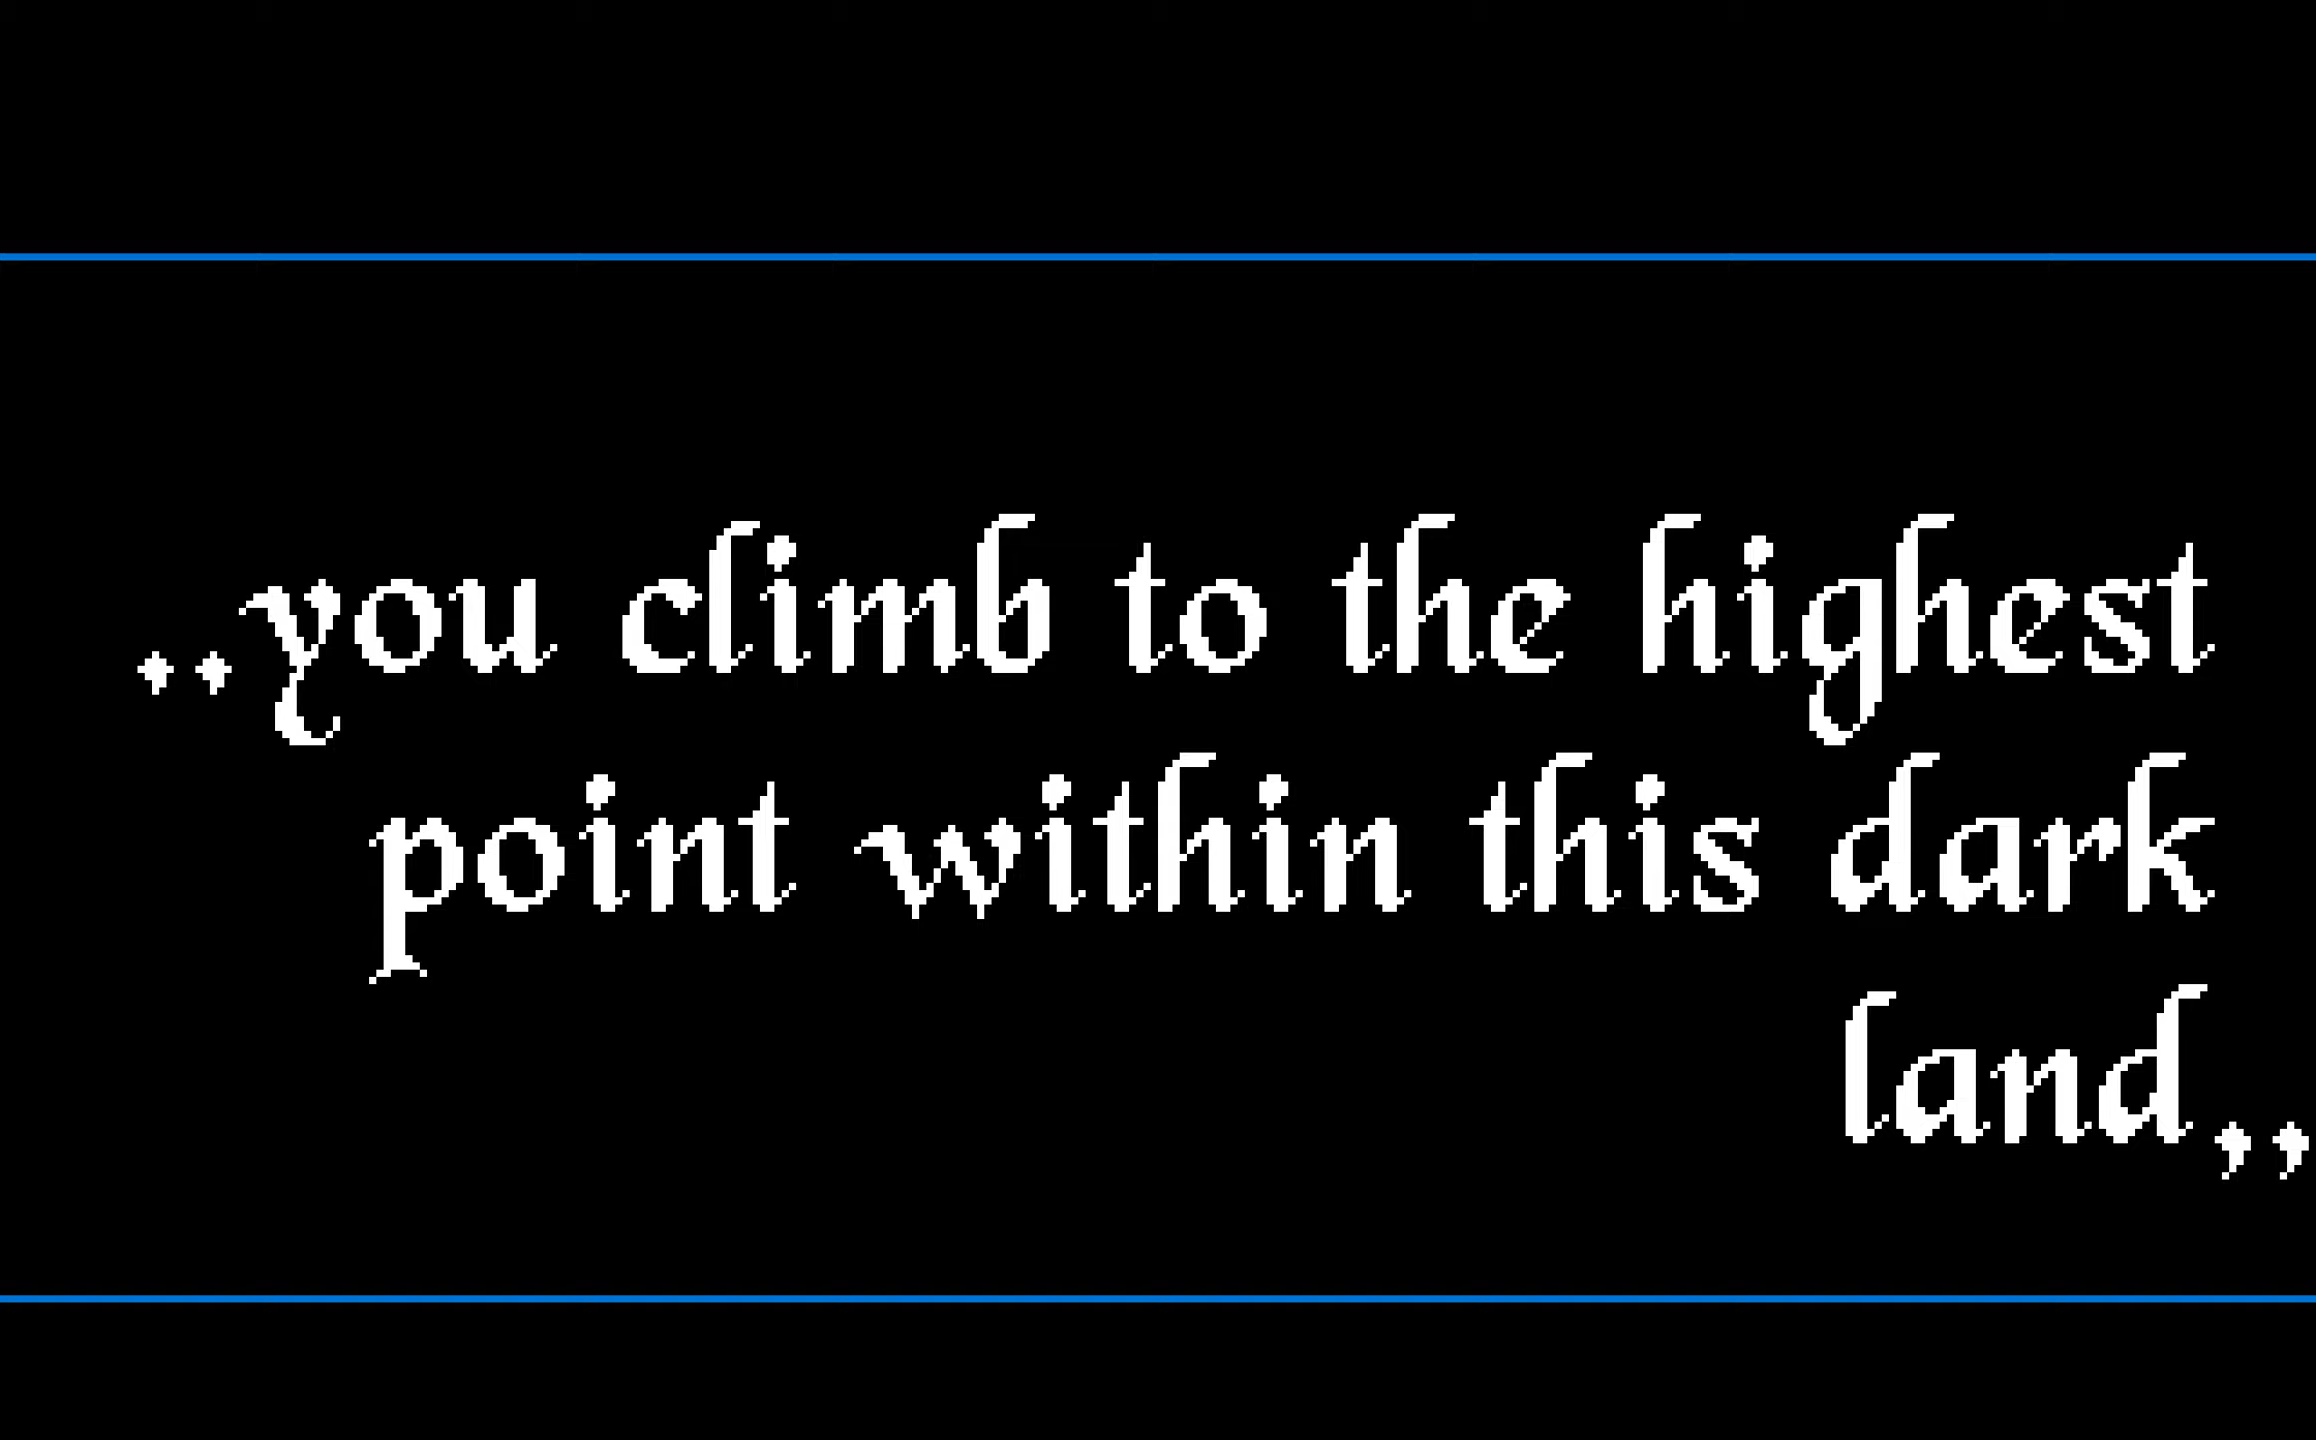 ..you climb to the highest
point within this dark
land,,